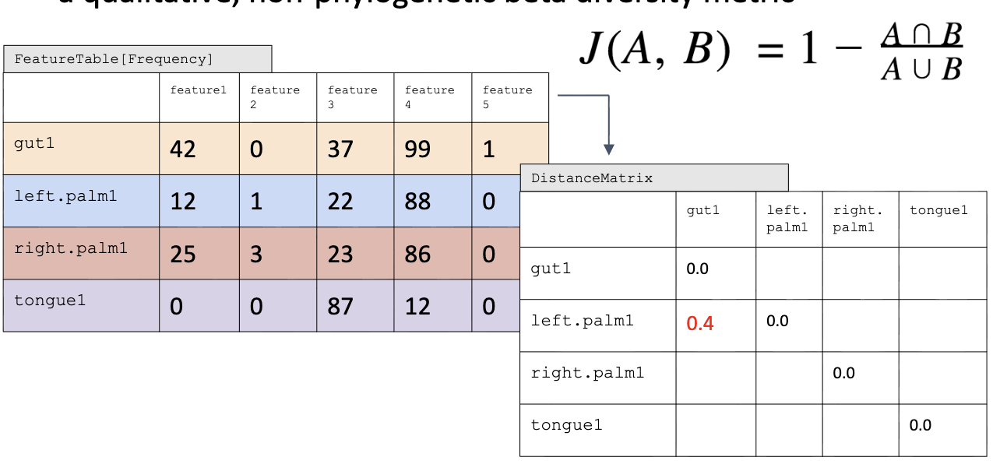 a qualitative, non-phylogenetic beta diversity metric
J(A, B) = 1 − A ∩ B / A ∪ B
FeatureTable[Frequency]
feature1 feature 2 feature 3 feature 4 feature 5
gut1 42 0 37 99 1
left.palm1 12 1 22 88 0
right.palm1 25 3 23 86 0
tongue1 0 0 87 12 0
DistanceMatrix
gut1 left.palm1 right.palm1 tongue1
gut1 0.0
left.palm1 0.4 0.0
right.palm1 0.0
tongue1 0.0